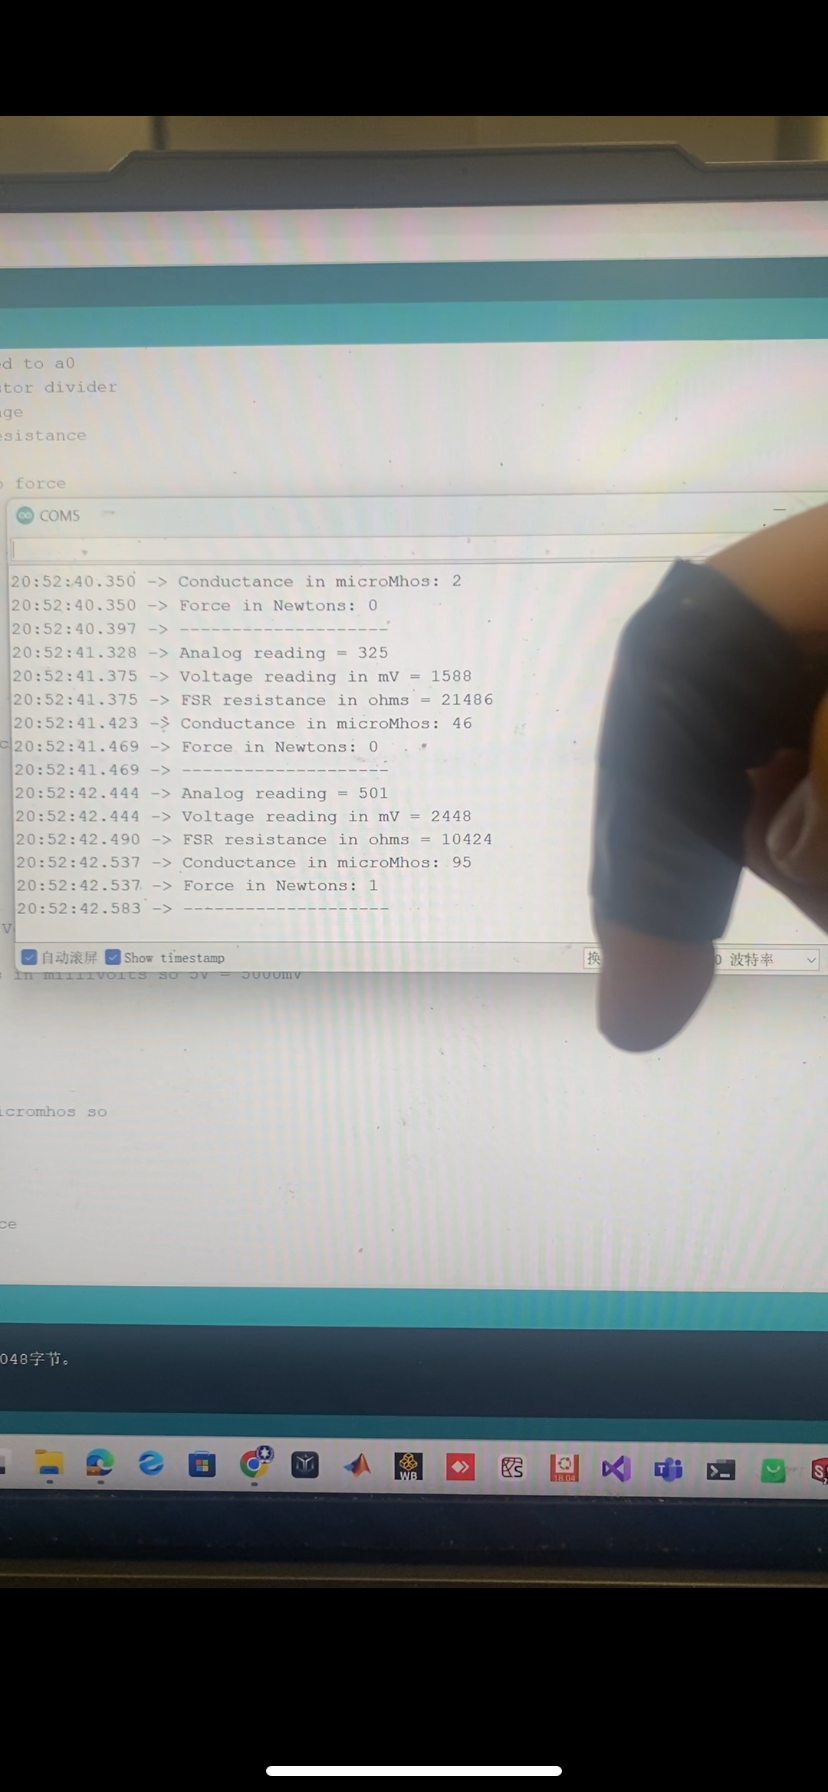 d to a0
tor divider
age
esistance
force
COM5
20:52:40.350 -> Conductance in microMhos: 2
20:52:40.350 -> Force in Newtons: 0
20:52:40.397 -> --------------------
20:52:41.328 -> Analog reading = 325
20:52:41.375 -> Voltage reading in mV = 1588
20:52:41.375 -> FSR resistance in ohms = 21486
20:52:41.423 -> Conductance in microMhos: 46
20:52:41.469 -> Force in Newtons: 0
20:52:41.469 -> --------------------
20:52:42.444 -> Analog reading = 501
20:52:42.444 -> Voltage reading in mV = 2448
20:52:42.490 -> FSR resistance in ohms = 10424
20:52:42.537 -> Conductance in microMhos: 95
20:52:42.537 -> Force in Newtons: 1
20:52:42.583 -> --------------------
自动滚屏 Show timestamp 换 0 波特率
in millivolts so 5V = 5000mV
icromhos so
ce
048字节。
WB
18.04